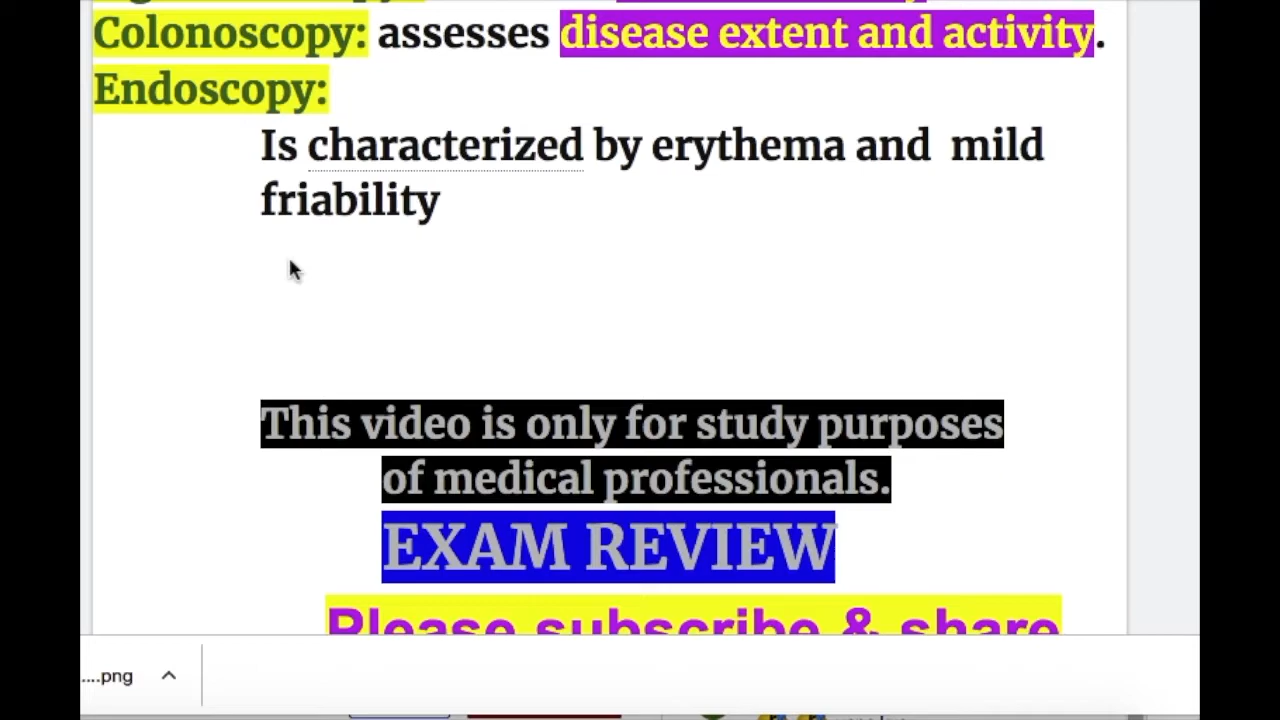 Colonoscopy: assesses disease extent and activity.
Endoscopy:
Is characterized by erythema and mild
friability
This video is only for study purposes
of medical professionals.
EXAM REVIEW
Please subscribe & share
....png